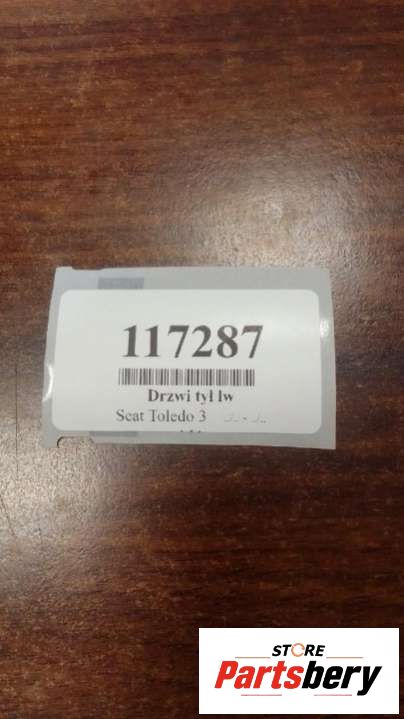 117287
Drzwi tył lw
Seat Toledo 3
STORE
Partsbery